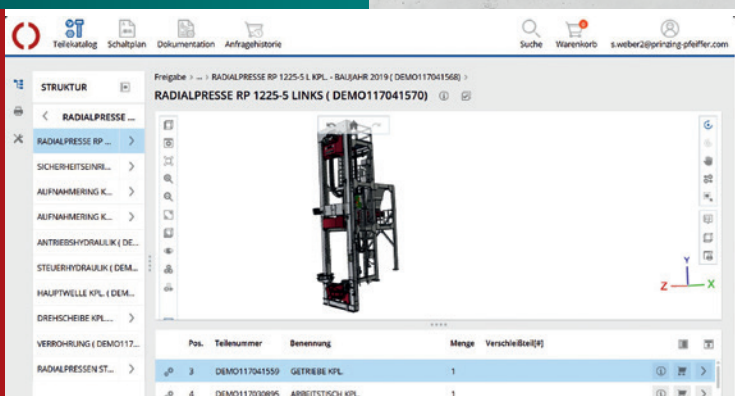 Teilekatalog Schaltplan Dokumentation Anfragehistorie
Suche Warenkorb s.weber2@prinzing-pfeiffer.com
STRUKTUR
Freigabe > ... > RADIALPRESSE RP 1225-5 L KPL. - BAUJAHR 2019 ( DEMO117041568) >
RADIALPRESSE RP 1225-5 LINKS ( DEMO117041570)
RADIALPRESSE ...
RADIALPRESSE RP ...
SICHERHEITSEINRI...
AUFNAHMERING K...
AUFNAHMERING K...
ANTRIEBSHYDRAULIK ( DE...
STEUERHYDRAULIK ( DEM...
HAUPTWELLE KPL. ( DEM...
DREHSCHEIBE KPL....
VERROHRUNG ( DEMO117...
RADIALPRESSEN ST...
Y
Z X
Pos. Teilenummer Benennung Menge Verschleißteil(#)
3 DEMO117041559 GETRIEBE KPL. 1
4 DEMO117030895 ARBEITSTISCH KPL. 1